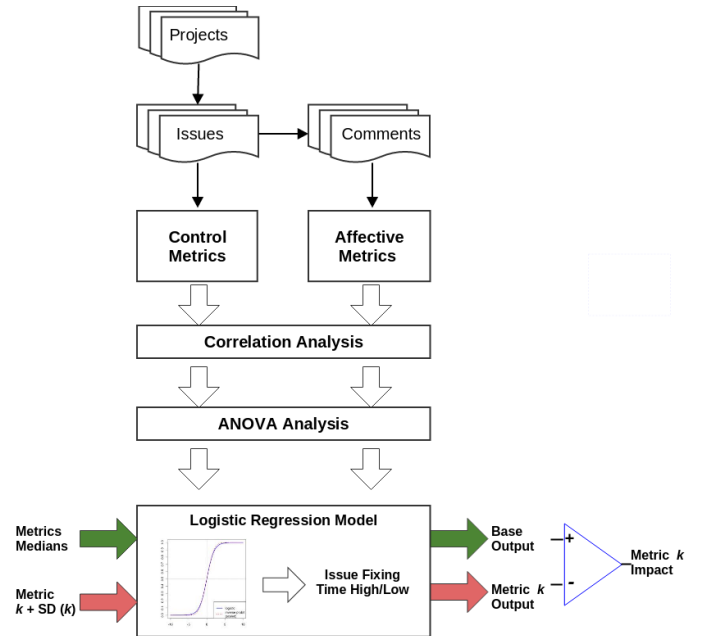 Projects
Issues
Comments
Control
Metrics
Affective
Metrics
Correlation Analysis
ANOVA Analysis
Logistic Regression Model
Metrics
Medians
Metric
k + SD (k)
Issue Fixing
Time High/Low
Base
Output
Metric k
Output
+
-
Metric k
Impact